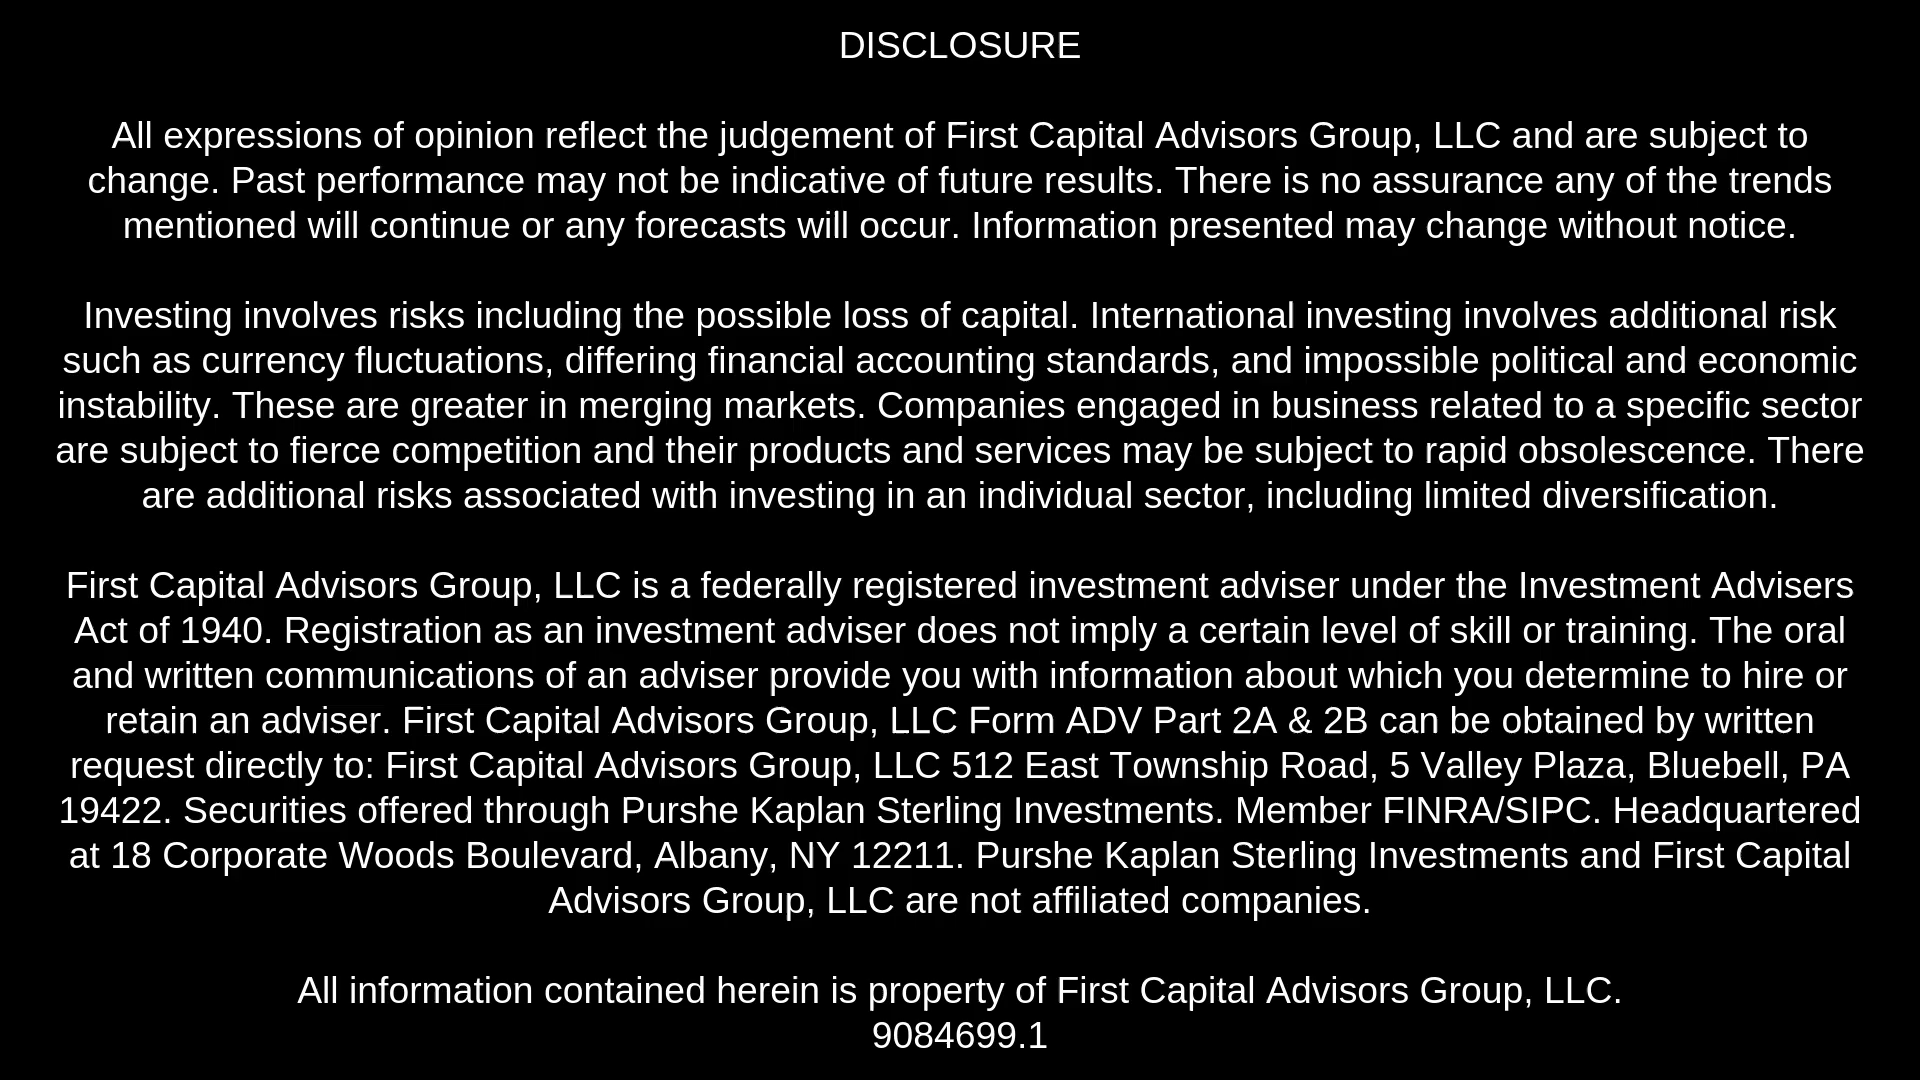 DISCLOSURE
All expressions of opinion reflect the judgement of First Capital Advisors Group, LLC and are subject to
change. Past performance may not be indicative of future results. There is no assurance any of the trends
mentioned will continue or any forecasts will occur. Information presented may change without notice.
Investing involves risks including the possible loss of capital. International investing involves additional risk
such as currency fluctuations, differing financial accounting standards, and impossible political and economic
instability. These are greater in merging markets. Companies engaged in business related to a specific sector
are subject to fierce competition and their products and services may be subject to rapid obsolescence. There
are additional risks associated with investing in an individual sector, including limited diversification.
First Capital Advisors Group, LLC is a federally registered investment adviser under the Investment Advisers
Act of 1940. Registration as an investment adviser does not imply a certain level of skill or training. The oral
and written communications of an adviser provide you with information about which you determine to hire or
retain an adviser. First Capital Advisors Group, LLC Form ADV Part 2A & 2B can be obtained by written
request directly to: First Capital Advisors Group, LLC 512 East Township Road, 5 Valley Plaza, Bluebell, PA
19422. Securities offered through Purshe Kaplan Sterling Investments. Member FINRA/SIPC. Headquartered
at 18 Corporate Woods Boulevard, Albany, NY 12211. Purshe Kaplan Sterling Investments and First Capital
Advisors Group, LLC are not affiliated companies.
All information contained herein is property of First Capital Advisors Group, LLC.
9084699.1